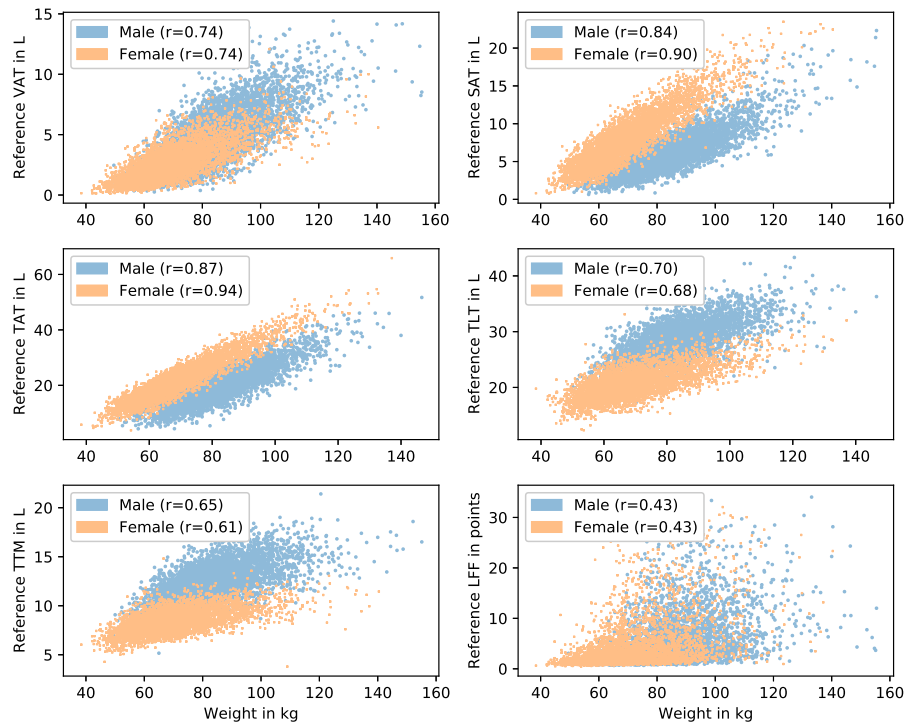 Reference VAT in L
15
10
5
0
Male (r=0.74)
Female (r=0.74)
40 60 80 100 120 140 160
Reference SAT in L
20
15
10
5
0
Male (r=0.84)
Female (r=0.90)
40 60 80 100 120 140 160
Reference TAT in L
60
40
20
Male (r=0.87)
Female (r=0.94)
40 60 80 100 120 140
Reference TLT in L
40
30
20
Male (r=0.70)
Female (r=0.68)
40 60 80 100 120 140
Reference TTM in L
20
15
10
5
Male (r=0.65)
Female (r=0.61)
40 60 80 100 120 140 160
Weight in kg
Reference LFF in points
30
20
10
0
Male (r=0.43)
Female (r=0.43)
40 60 80 100 120 140 160
Weight in kg